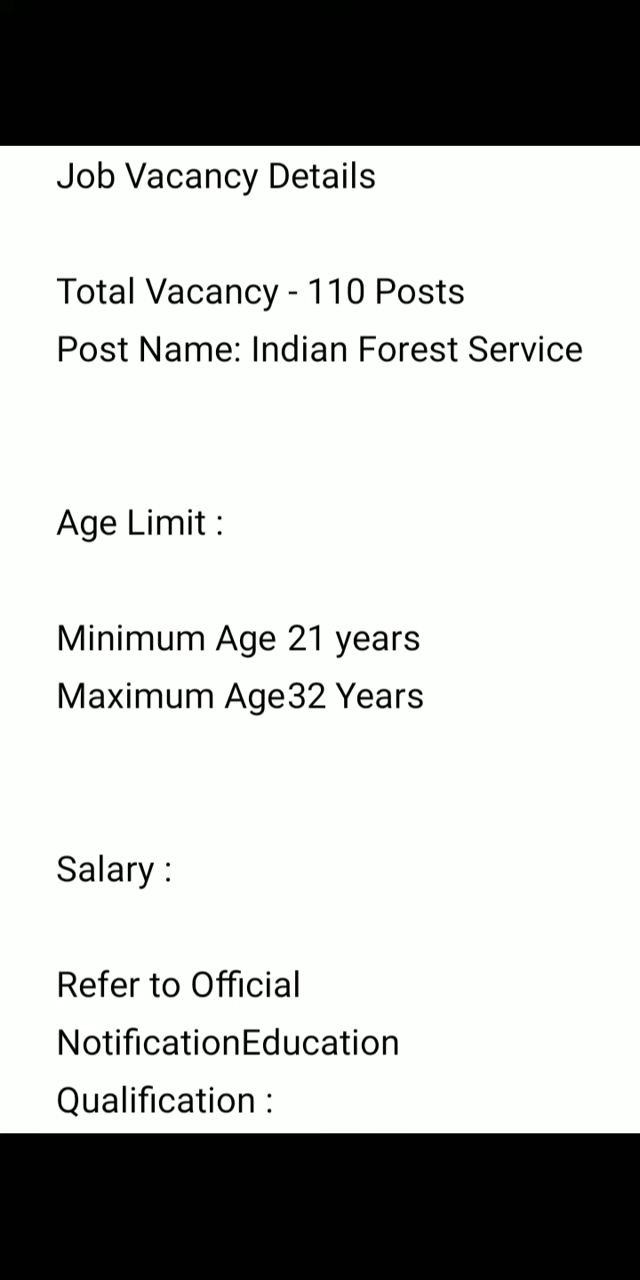 Job Vacancy Details
Total Vacancy - 110 Posts
Post Name: Indian Forest Service
Age Limit :
Minimum Age 21 years
Maximum Age32 Years
Salary :
Refer to Official
NotificationEducation
Qualification :